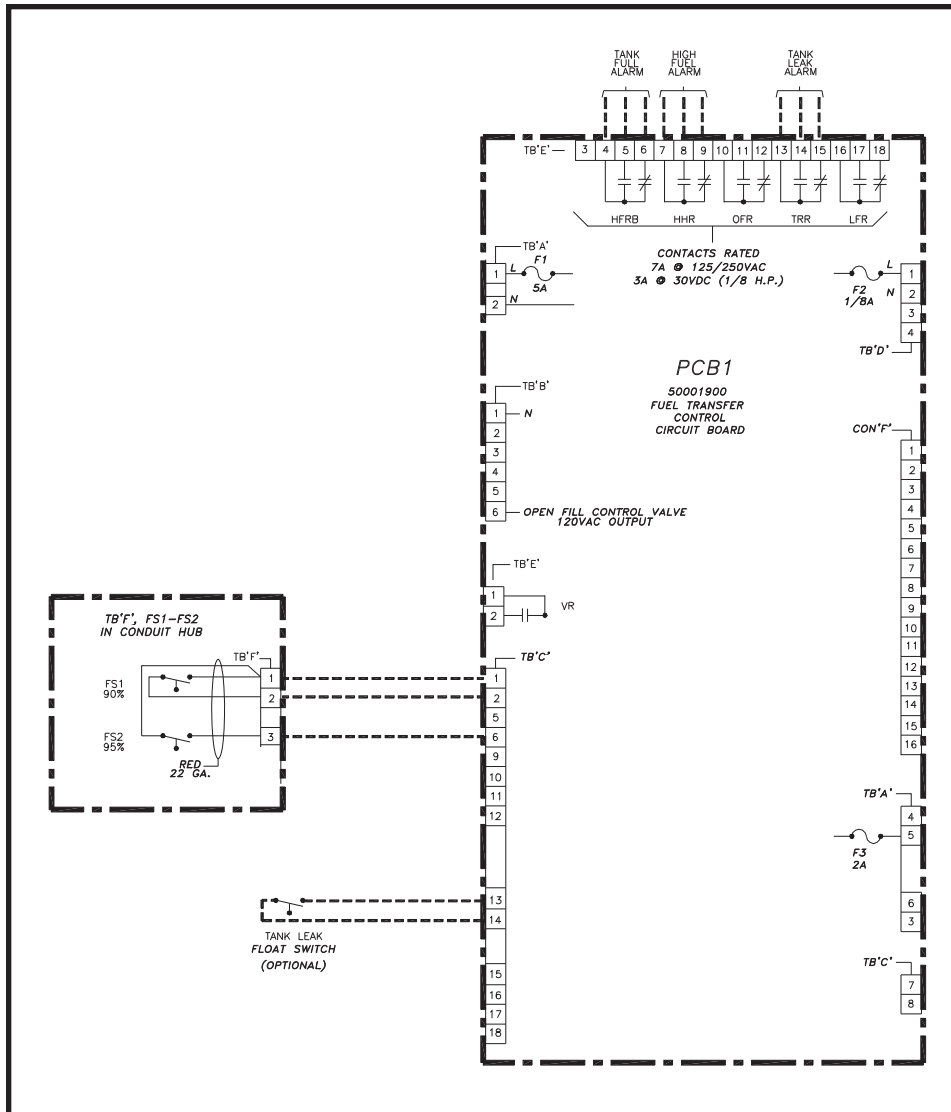 TANK
FULL
ALARM
HIGH
FUEL
ALARM
TANK
LEAK
ALARM
TB'E'
3 4 5 6 7 8 9 10 11 12 13 14 15 16 17 18
HFRB HHR OFR TRR LFR
CONTACTS RATED
7A @ 125/250VAC
3A @ 30VDC (1/8 H.P.)
TB'A'
1 L F1
5A
2 N
F2 L 1
1/8A N 2
3
4
TB'D'
PCB1
50001900
FUEL TRANSFER
CONTROL
CIRCUIT BOARD
TB'B'
1 N
2
3
4
5
6 OPEN FILL CONTROL VALVE
120VAC OUTPUT
CON'F'
1
2
3
4
5
6
7
8
9
10
11
12
13
14
15
16
TB'E'
1
2 VR
TB'F', FS1-FS2
IN CONDUIT HUB
TB'F'
FS1
90%
1
2
FS2
95%
3
RED
22 GA.
TB'C'
1
2
5
6
9
10
11
12
13
14
15
16
17
18
TANK LEAK
FLOAT SWITCH
(OPTIONAL)
TB'A'
4
5
F3
2A
6
3
TB'C'
7
8